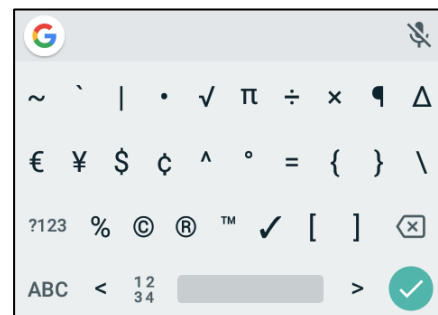 G
~ ` | • √ π ÷ × ¶ Δ
€ ¥ $ ¢ ^ ° = { } \
?123 % © ® ™ ✓ [ ]
ABC < 12 34 >